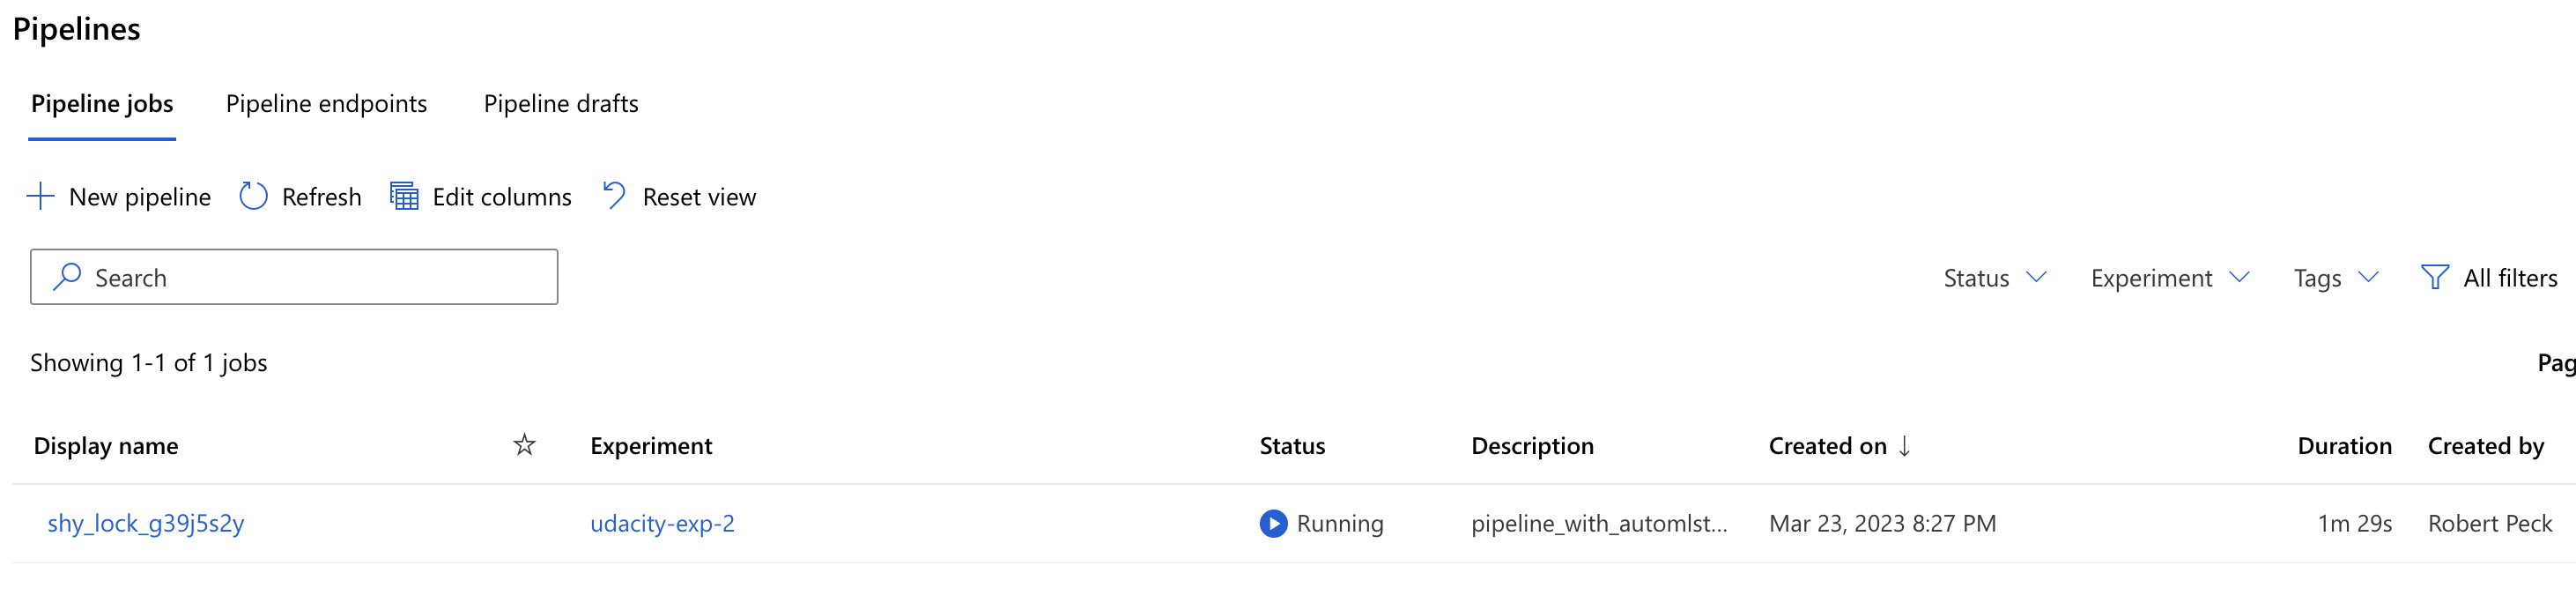 Pipelines
Pipeline jobs Pipeline endpoints Pipeline drafts
New pipeline Refresh Edit columns Reset view
Search Status Experiment Tags All filters
Showing 1-1 of 1 jobs Pag
Display name Experiment Status Description Created on ↓ Duration Created by
shy_lock_g39j5s2y udacity-exp-2 Running pipeline_with_automlst... Mar 23, 2023 8:27 PM 1m 29s Robert Peck